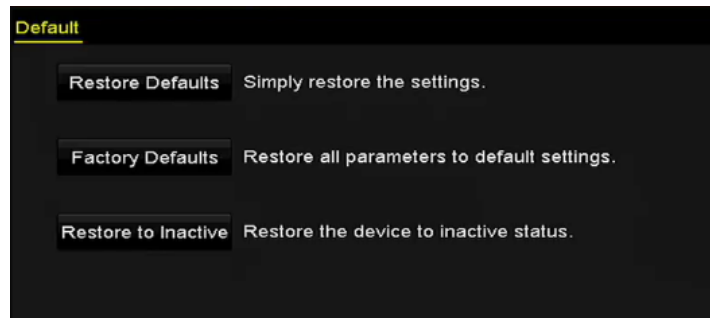 Default
Restore Defaults Simply restore the settings.
Factory Defaults Restore all parameters to default settings.
Restore to Inactive Restore the device to inactive status.